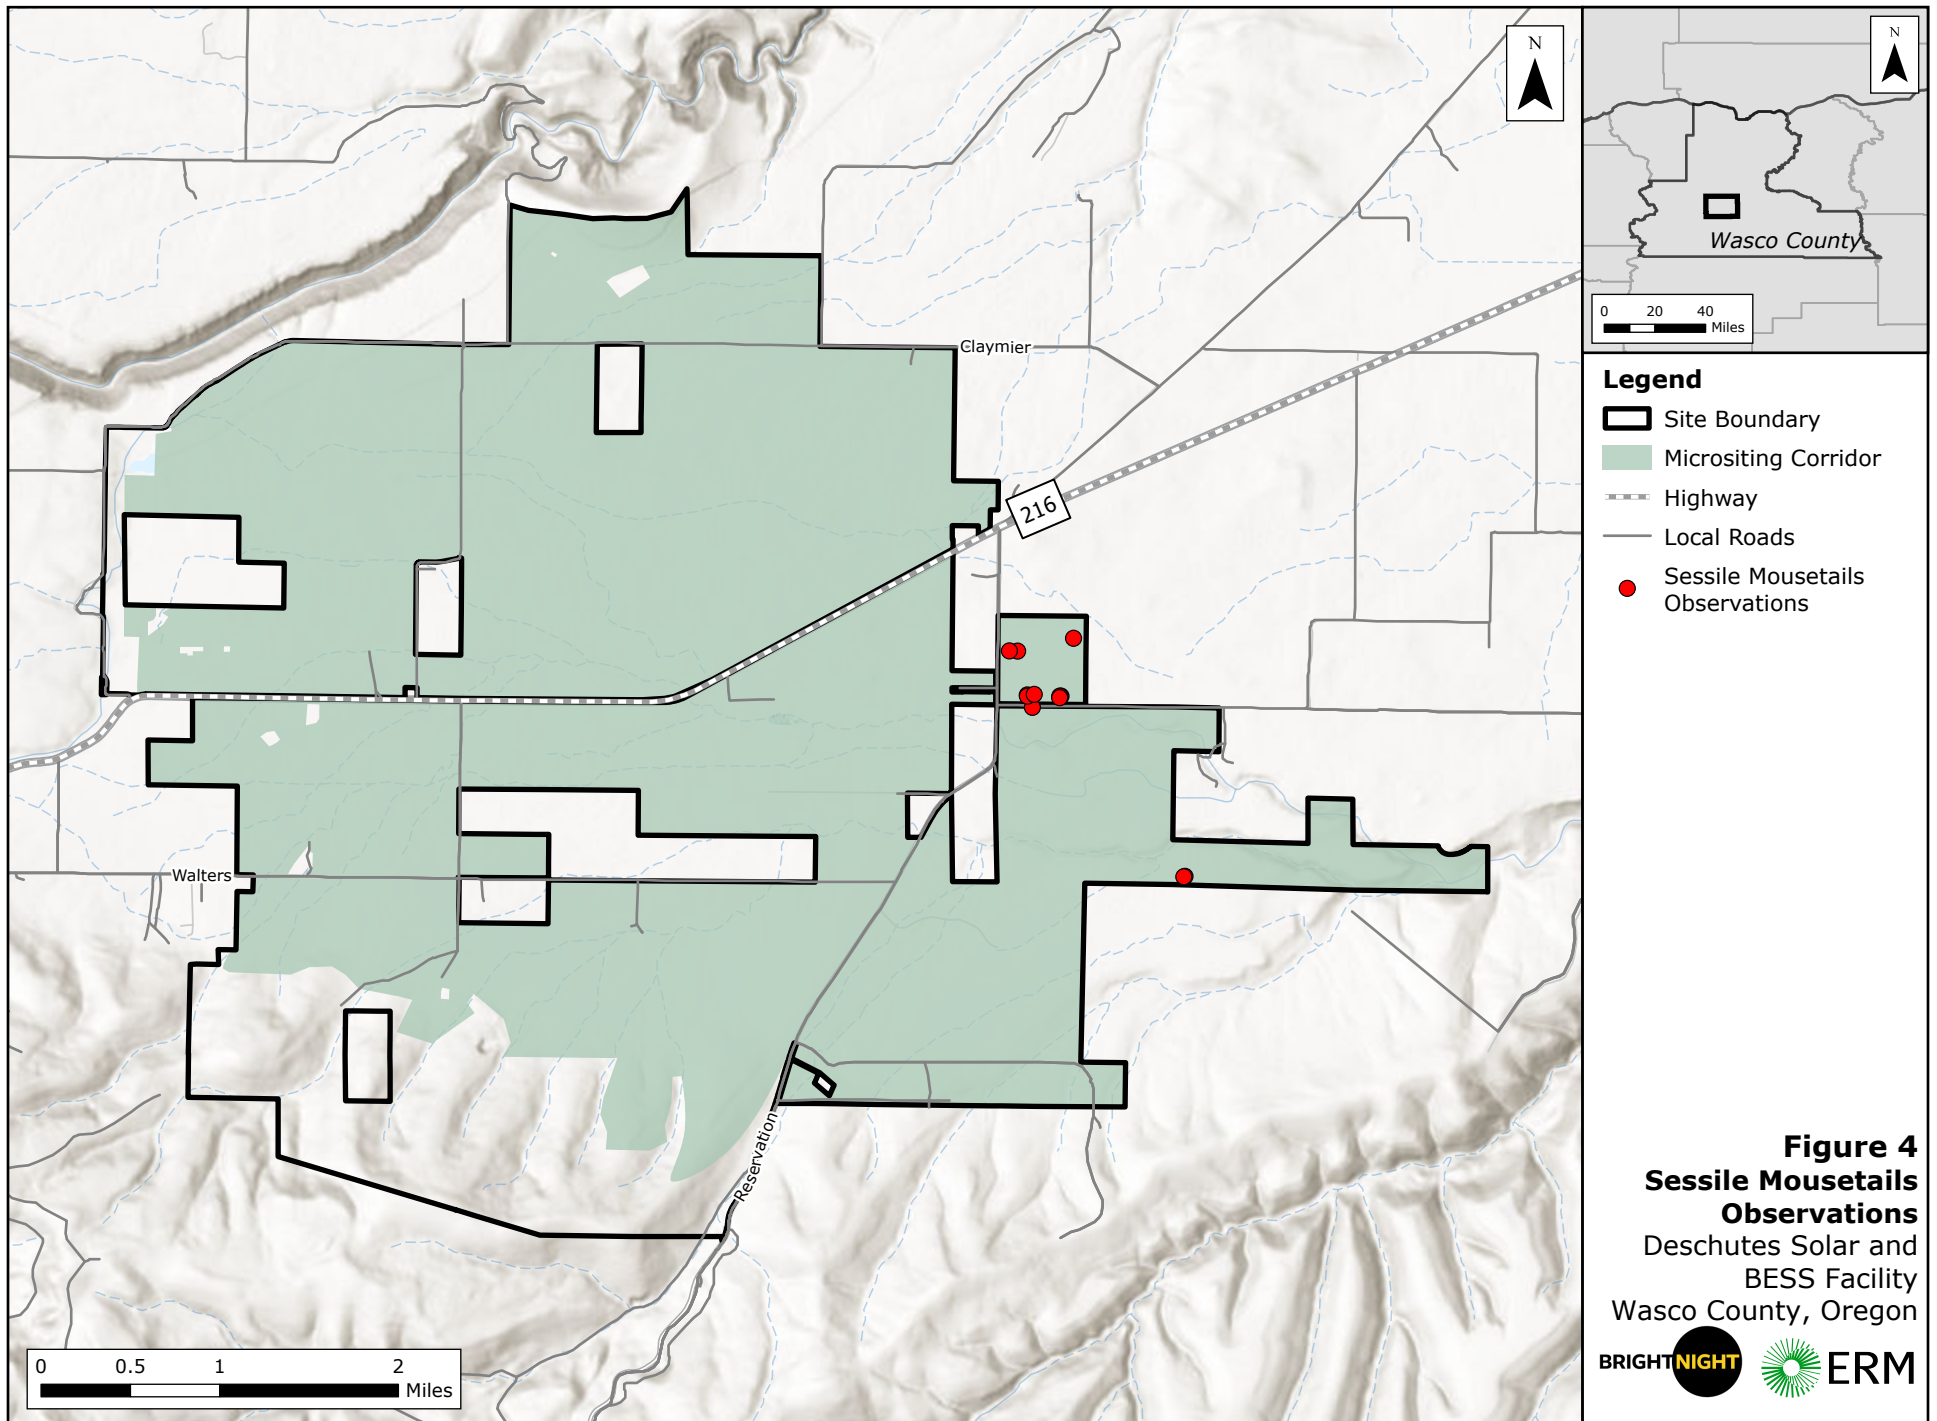 N
N
Wasco County
0 20 40
Miles
Claymier
216
Walters
Reservation
0 0.5 1 2
Miles
Legend
Site Boundary
Micrositing Corridor
Highway
Local Roads
Sessile Mousetails
Observations
Figure 4
Sessile Mousetails
Observations
Deschutes Solar and
BESS Facility
Wasco County, Oregon
BRIGHTNIGHT
ERM